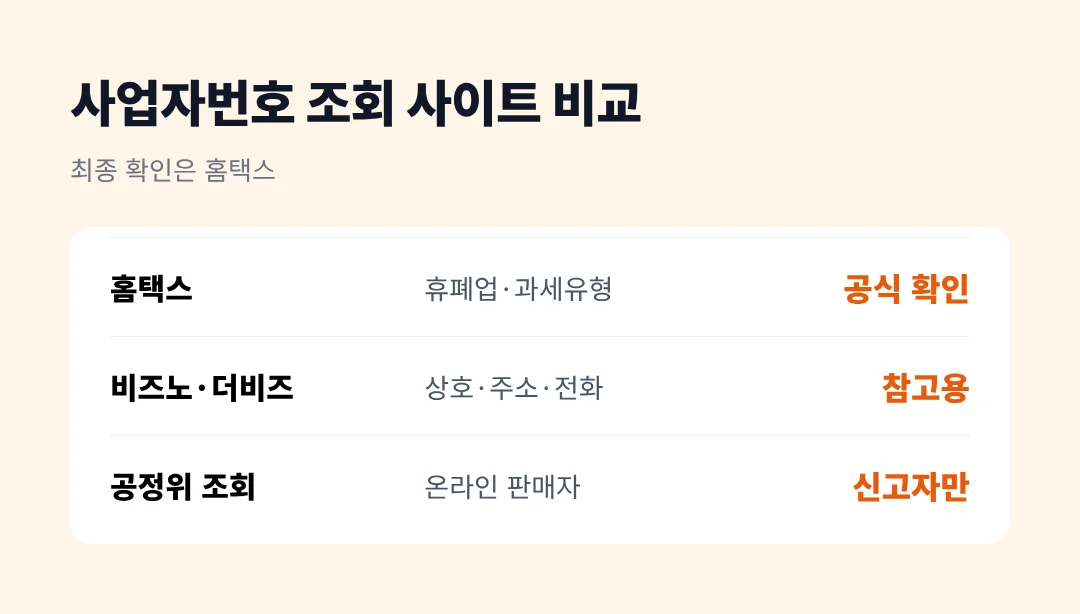 사업자번호 조회 사이트 비교
최종 확인은 홈택스
홈택스 휴폐업·과세유형 공식 확인
비즈노·더비즈 상호·주소·전화 참고용
공정위 조회 온라인 판매자 신고자만